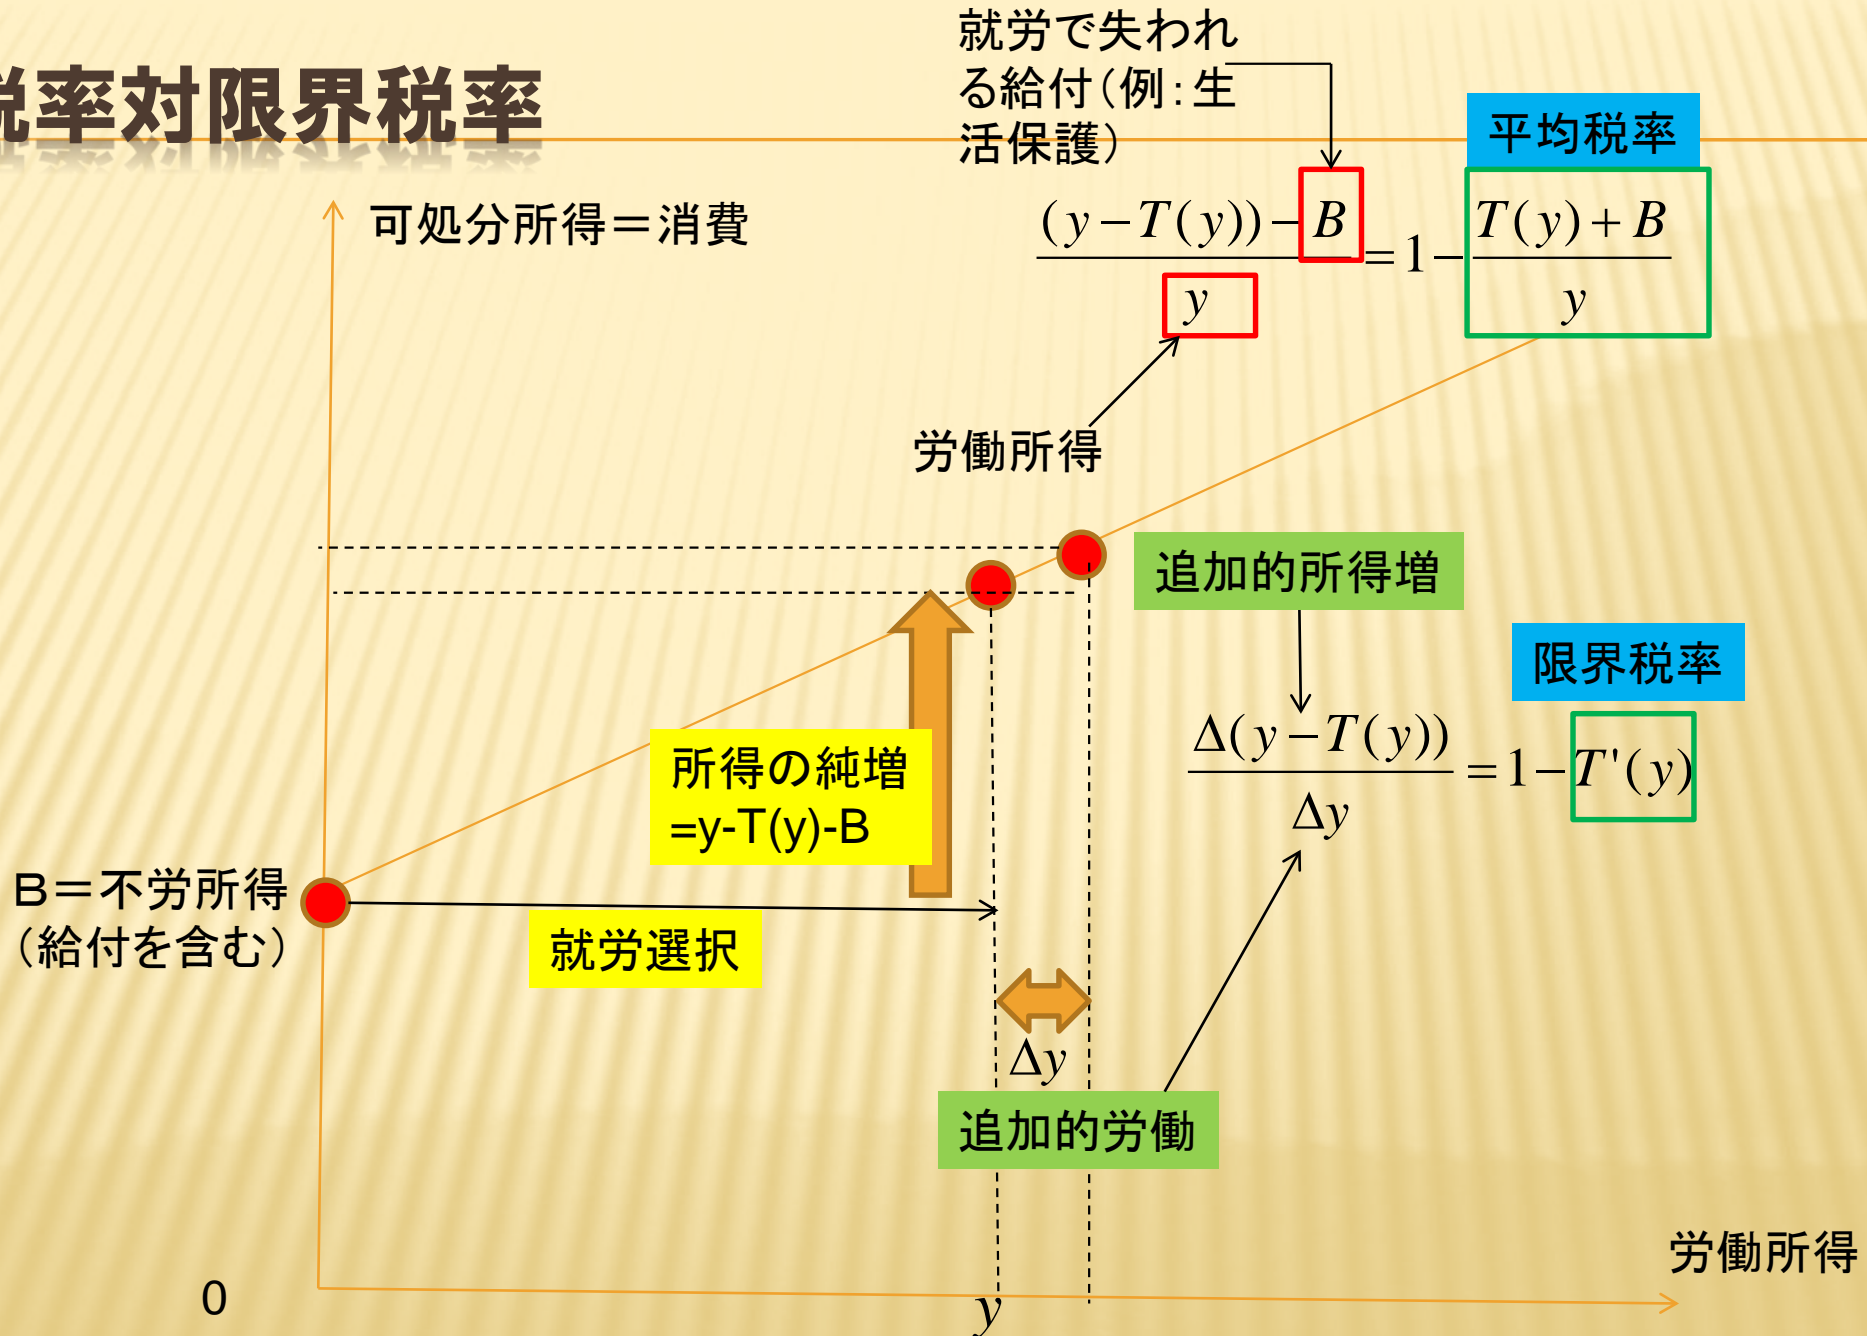 税率対限界税率
就労で失われ
る給付(例:生
活保護)
平均税率
可処分所得=消費
(y-T(y))-B / y = 1- T(y)+B / y
労働所得
追加的所得増
限界税率
Δ(y-T(y)) / Δy = 1-T'(y)
所得の純増
=y-T(y)-B
B=不労所得
(給付を含む)
就労選択
Δy
追加的労働
労働所得
0
y